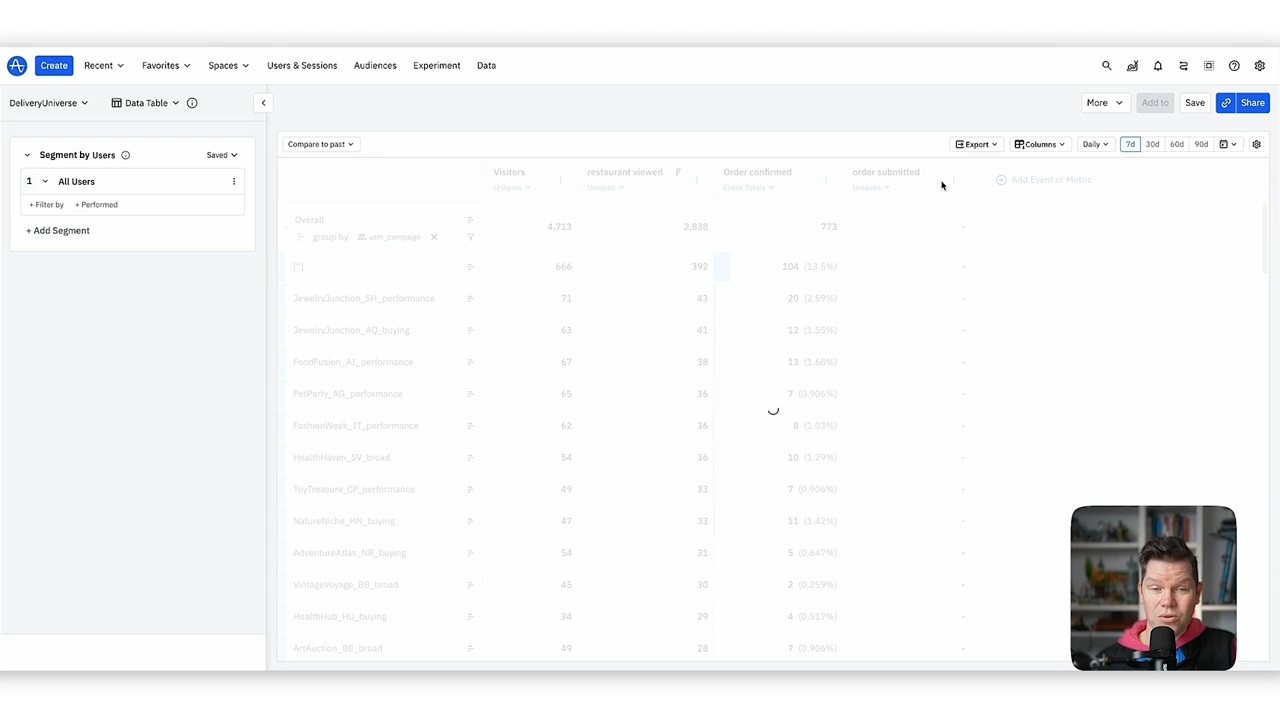 Create Recent Favorites Spaces Users & Sessions Audiences Experiment Data
DeliveryUniverse Data Table More Add to Save Share
Segment by Users Saved
1 All Users
+ Filter by + Performed
+ Add Segment
Compare to past Export Columns Daily 7d 30d 60d 90d
Visitors restaurant viewed Order confirmed order submitted Add Event or Metric
Uniques Uniques Event Totals Uniques
Overall 4,713 2,838 773 -
group by utm_campaign
["] 666 392 104 (13.5%) -
JewelryJunction_SH_performance 71 43 20 (2.59%) -
JewelryJunction_AQ_buying 63 41 12 (1.55%) -
FoodFusion_AI_performance 67 38 13 (1.68%) -
PetParty_AG_performance 65 36 7 (0.906%) -
FashionWeek_IT_performance 62 36 8 (1.03%) -
HealthHaven_SV_broad 54 36 10 (1.29%) -
ToyTreasure_CP_performance 49 33 7 (0.906%) -
NatureNiche_HN_buying 47 33 11 (1.42%) -
AdventureAtlas_NR_buying 54 31 5 (0.647%) -
VintageVoyage_BB_broad 45 30 2 (0.259%) -
HealthHub_HU_buying 34 29 4 (0.517%) -
ArtAuction_BE_broad 49 28 7 (0.906%) -